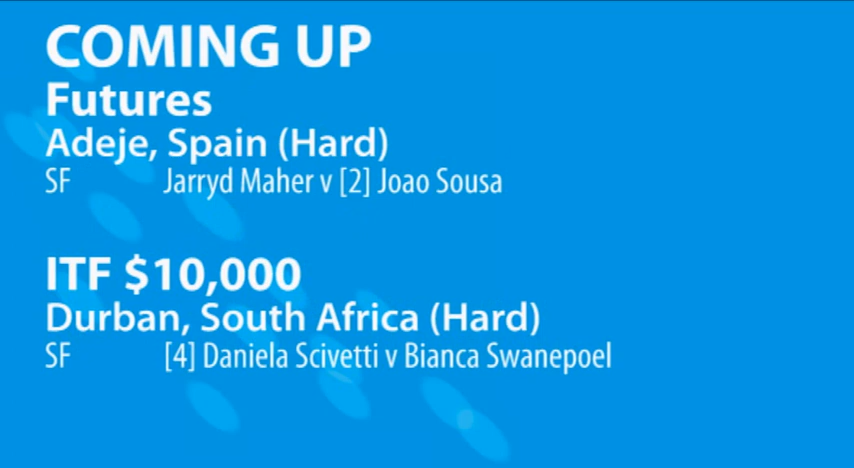 COMING UP
Futures
Adeje, Spain (Hard)
SF Jarryd Maher v [2] Joao Sousa
ITF $10,000
Durban, South Africa (Hard)
SF [4] Daniela Scivetti v Bianca Swanepoel